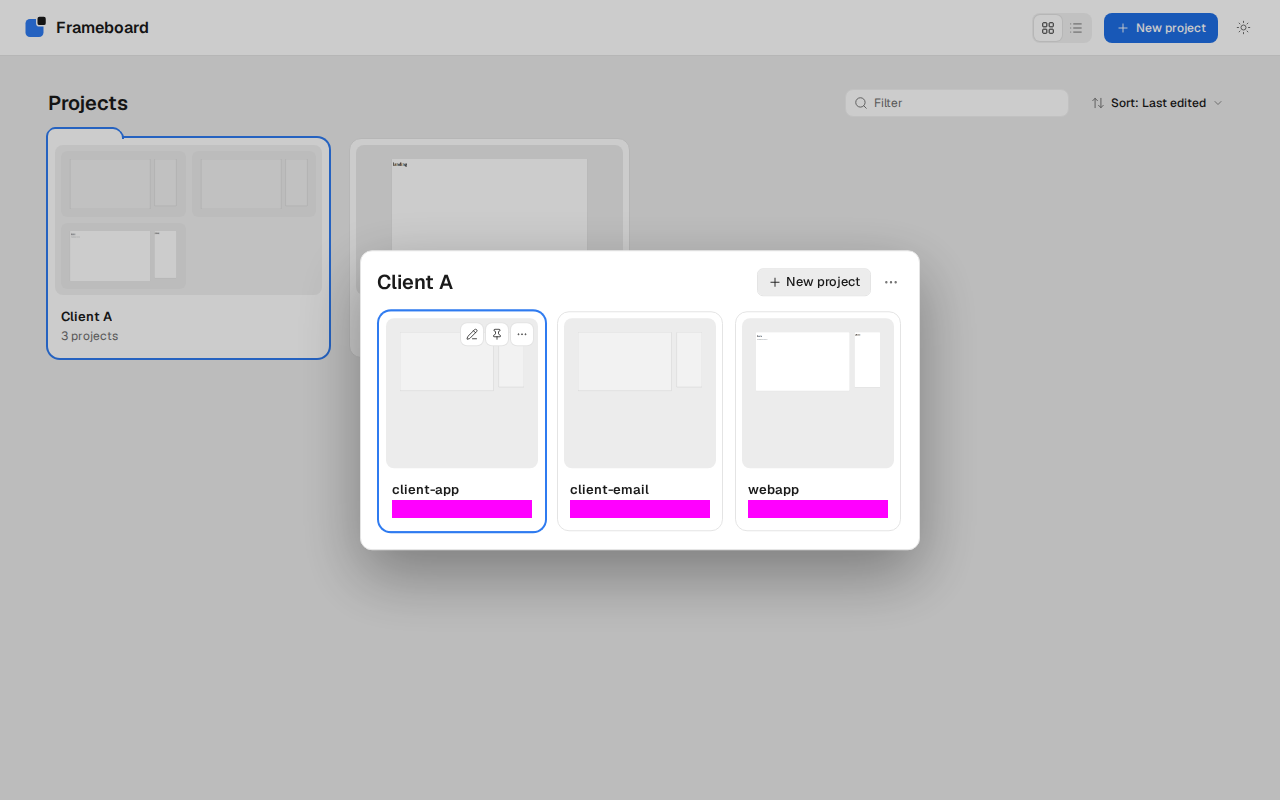 Frameboard
New project
Projects
Filter
Sort: Last edited
landing
Client A
3 projects
Client A
New project
client-app
client-email
webapp